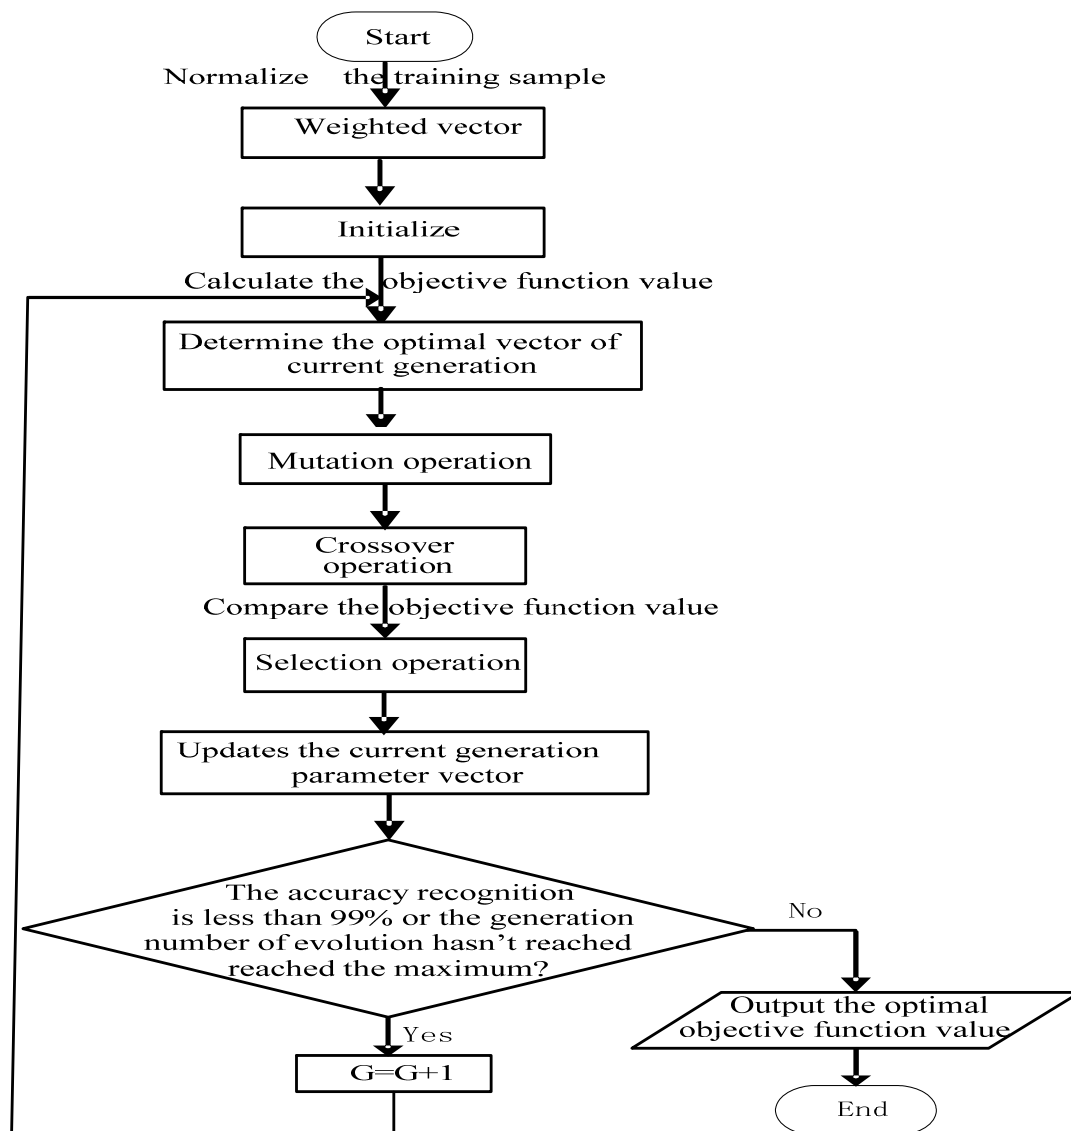 Start
Normalize the training sample
Weighted vector
Initialize
Calculate the objective function value
Determine the optimal vector of
current generation
Mutation operation
Crossover
operation
Compare the objective function value
Selection operation
Updates the current generation
parameter vector
The accuracy recognition
is less than 99% or the generation
number of evolution hasn't reached
reached the maximum?
No
Output the optimal
objective function value
Yes
G=G+1
End